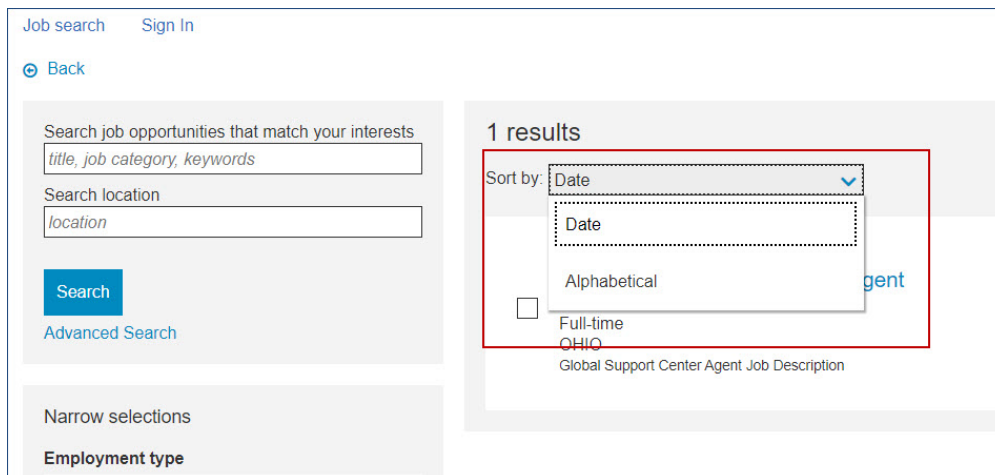 Job search Sign In
Back
Search job opportunities that match your interests
title, job category, keywords
Search location
location
Search
Advanced Search
Narrow selections
Employment type
1 results
Sort by: Date
Date
Alphabetical
gent
Full-time
OHIO
Global Support Center Agent Job Description